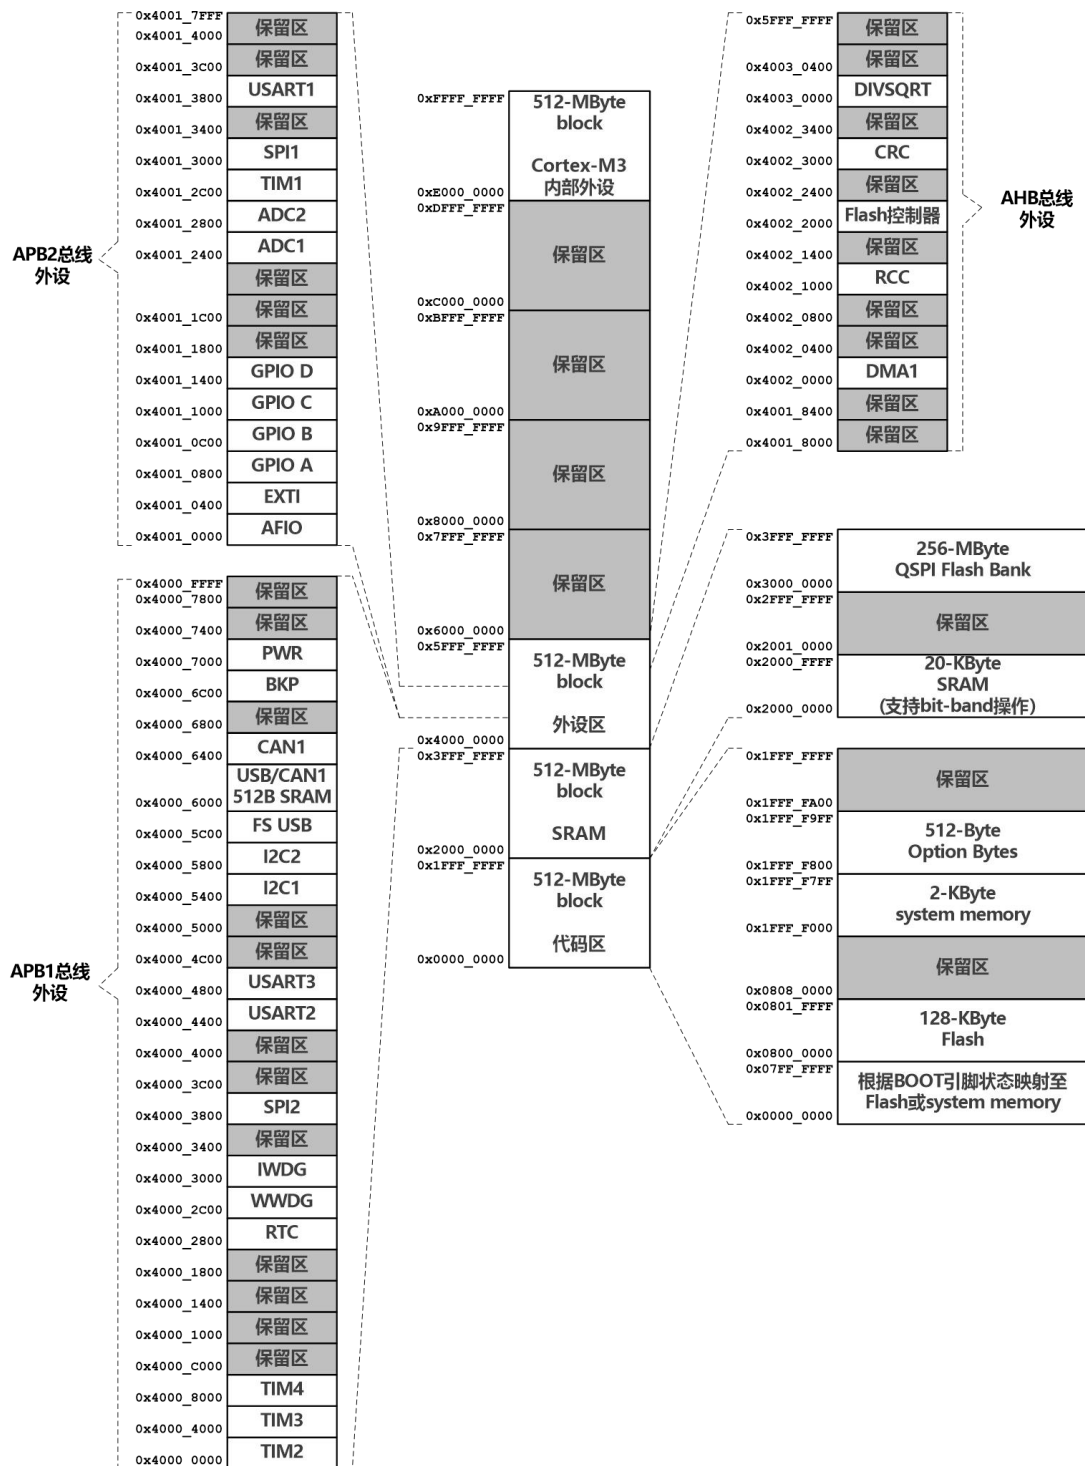 APB2总线
外设
0x4001_7FFF
保留区
0x4001_4000
保留区
0x4001_3C00
USART1
0x4001_3800
保留区
0x4001_3400
SPI1
0x4001_3000
TIM1
0x4001_2C00
ADC2
0x4001_2800
ADC1
0x4001_2400
保留区
保留区
0x4001_1C00
保留区
0x4001_1800
GPIO D
0x4001_1400
GPIO C
0x4001_1000
GPIO B
0x4001_0C00
GPIO A
0x4001_0800
EXTI
0x4001_0400
AFIO
0x4001_0000
APB1总线
外设
0x4000_FFFF
保留区
0x4000_7800
保留区
0x4000_7400
PWR
0x4000_7000
BKP
0x4000_6C00
保留区
0x4000_6800
CAN1
0x4000_6400
USB/CAN1
512B SRAM
0x4000_6000
FS USB
0x4000_5C00
I2C2
0x4000_5800
I2C1
0x4000_5400
保留区
0x4000_5000
保留区
0x4000_4C00
USART3
0x4000_4800
USART2
0x4000_4400
保留区
0x4000_4000
保留区
0x4000_3C00
SPI2
0x4000_3800
保留区
0x4000_3400
IWDG
0x4000_3000
WWDG
0x4000_2C00
RTC
0x4000_2800
保留区
0x4000_1800
保留区
0x4000_1400
保留区
0x4000_1000
保留区
0x4000_C000
TIM4
0x4000_8000
TIM3
0x4000_4000
TIM2
0x4000_0000
0xFFFF_FFFF
512-MByte
block
Cortex-M3
内部外设
0xE000_0000
0xDFFF_FFFF
保留区
0xC000_0000
0xBFFF_FFFF
保留区
0xA000_0000
0x9FFF_FFFF
保留区
0x8000_0000
0x7FFF_FFFF
保留区
0x6000_0000
0x5FFF_FFFF
512-MByte
block
外设区
0x4000_0000
0x3FFF_FFFF
512-MByte
block
SRAM
0x2000_0000
0x1FFF_FFFF
512-MByte
block
代码区
0x0000_0000
AHB总线
外设
0x5FFF_FFFF
保留区
保留区
0x4003_0400
DIVSQRT
0x4003_0000
保留区
0x4002_3400
CRC
0x4002_3000
保留区
0x4002_2400
Flash控制器
0x4002_2000
保留区
0x4002_1400
RCC
0x4002_1000
保留区
0x4002_0800
保留区
0x4002_0400
DMA1
0x4002_0000
保留区
0x4001_8400
保留区
0x4001_8000
0x3FFF_FFFF
256-MByte
QSPI Flash Bank
0x3000_0000
0x2FFF_FFFF
保留区
0x2001_0000
0x2000_FFFF
20-KByte
SRAM
(支持bit-band操作)
0x2000_0000
0x1FFF_FFFF
保留区
0x1FFF_FA00
0x1FFF_F9FF
512-Byte
Option Bytes
0x1FFF_F800
0x1FFF_F7FF
2-KByte
system memory
0x1FFF_F000
保留区
0x0808_0000
0x0801_FFFF
128-KByte
Flash
0x0800_0000
0x07FF_FFFF
根据BOOT引脚状态映射至
Flash或system memory
0x0000_0000